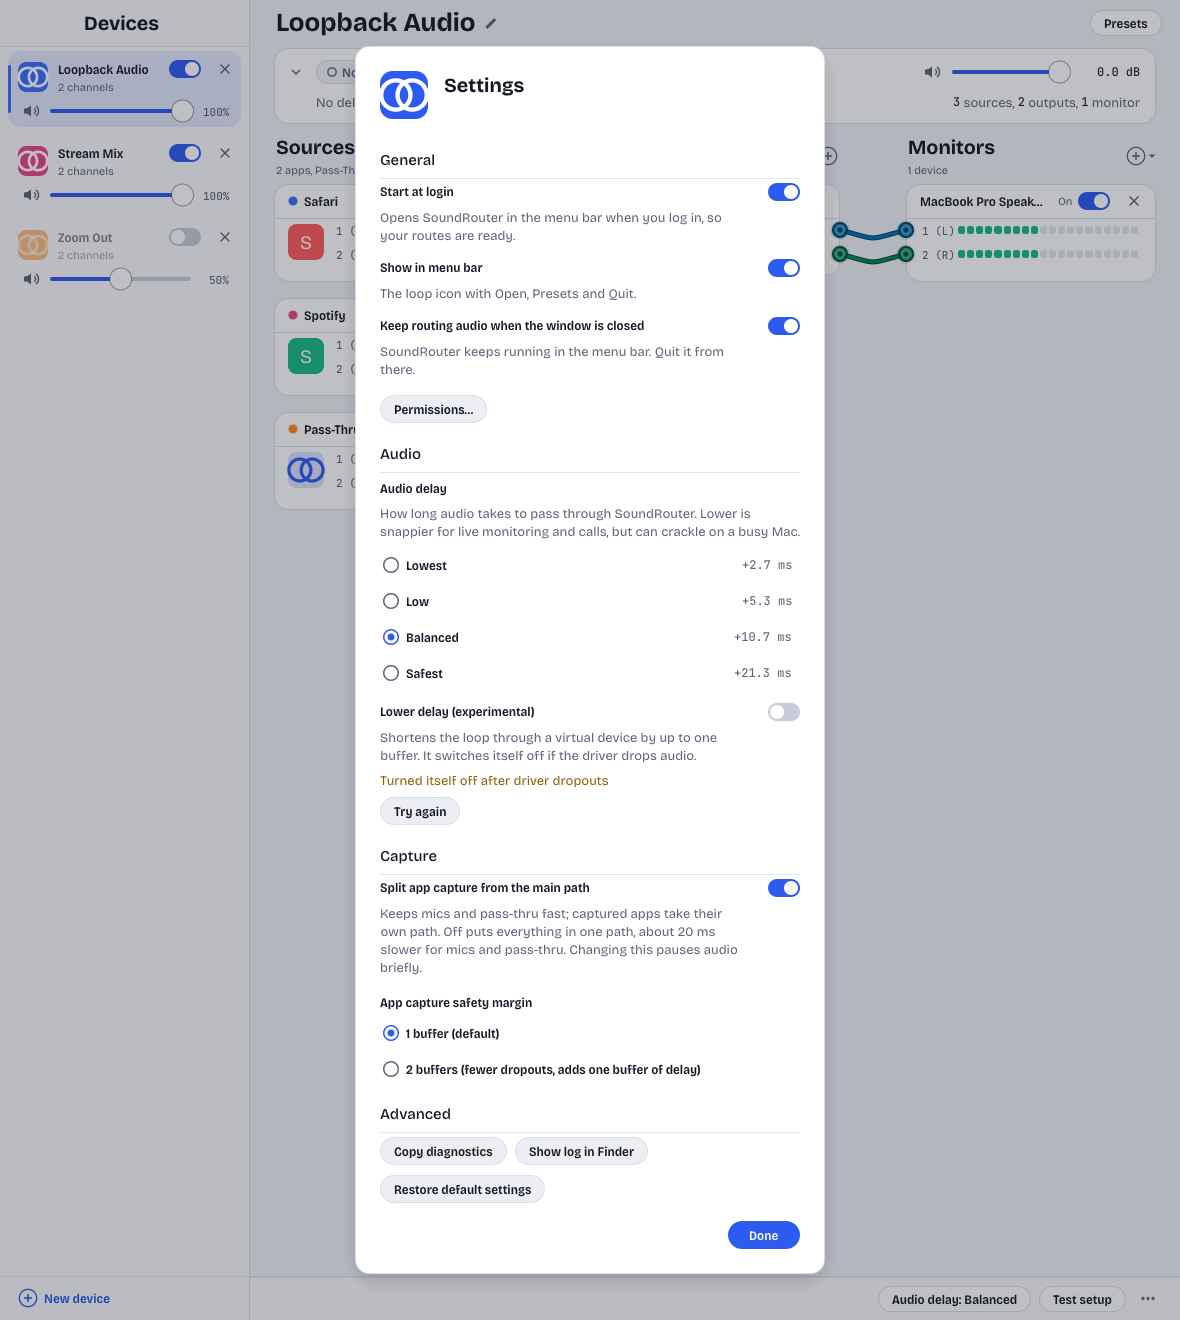 Devices
Loopback Audio
2 channels
100%
Stream Mix
2 channels
100%
Zoom Out
2 channels
50%
New device
Loopback Audio
Presets
No del
0.0 dB
3 sources, 2 outputs, 1 monitor
Sources
2 apps, Pass-Th
Safari
S
1 (
2 (
Spotify
S
1 (
2 (
Pass-Thr
1 (
2 (
Monitors
1 device
MacBook Pro Speak...
On
1 (L)
2 (R)
Settings
General
Start at login
Opens SoundRouter in the menu bar when you log in, so
your routes are ready.
Show in menu bar
The loop icon with Open, Presets and Quit.
Keep routing audio when the window is closed
SoundRouter keeps running in the menu bar. Quit it from
there.
Permissions...
Audio
Audio delay
How long audio takes to pass through SoundRouter. Lower is
snappier for live monitoring and calls, but can crackle on a busy Mac.
Lowest +2.7 ms
Low +5.3 ms
Balanced +10.7 ms
Safest +21.3 ms
Lower delay (experimental)
Shortens the loop through a virtual device by up to one
buffer. It switches itself off if the driver drops audio.
Turned itself off after driver dropouts
Try again
Capture
Split app capture from the main path
Keeps mics and pass-thru fast; captured apps take their
own path. Off puts everything in one path, about 20 ms
slower for mics and pass-thru. Changing this pauses audio
briefly.
App capture safety margin
1 buffer (default)
2 buffers (fewer dropouts, adds one buffer of delay)
Advanced
Copy diagnostics
Show log in Finder
Restore default settings
Done
Audio delay: Balanced
Test setup